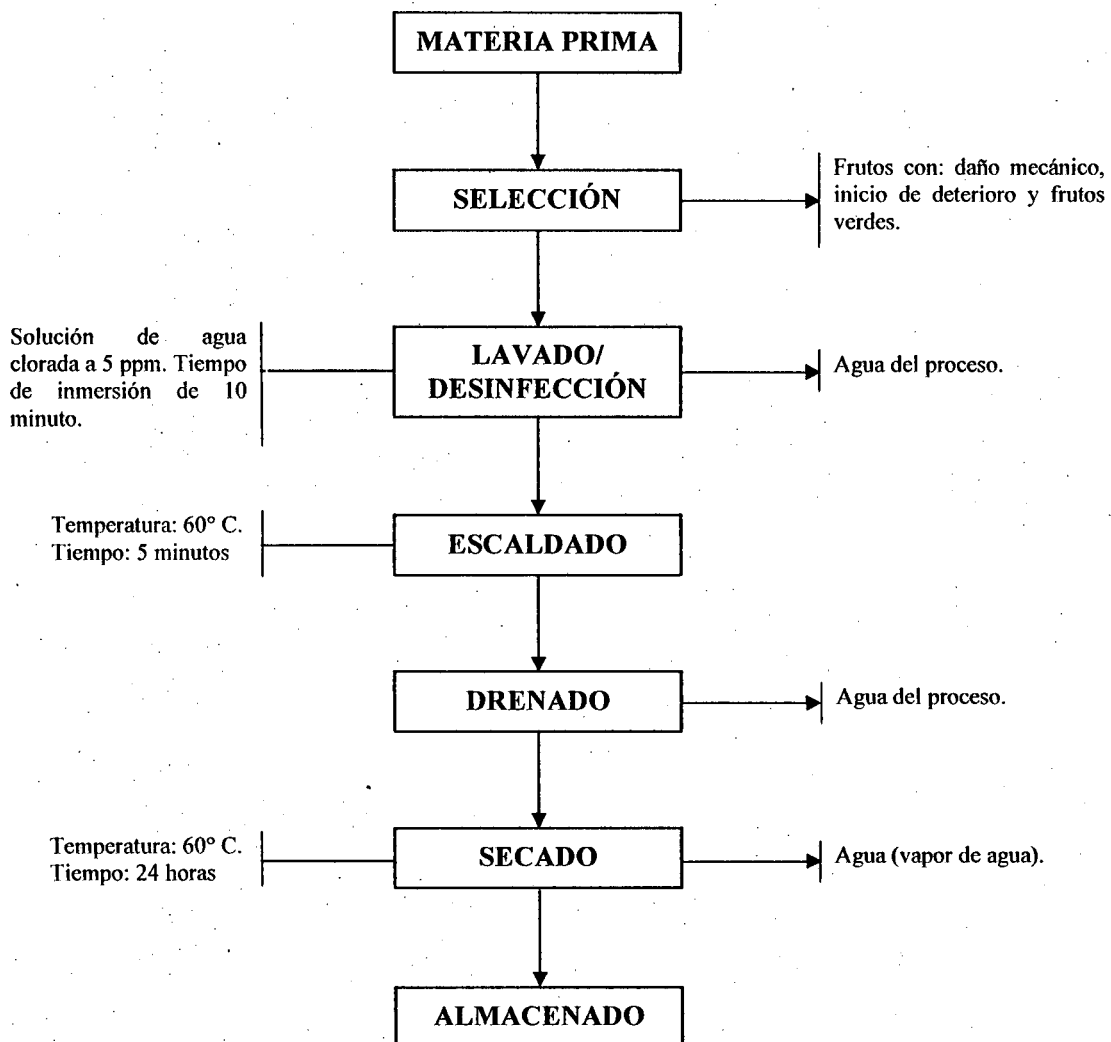 MATERIA PRIMA
SELECCIÓN
Frutos con: daño mecánico,
inicio de deterioro y frutos
verdes.
Solución de agua
clorada a 5 ppm. Tiempo
de inmersión de 10
minuto.
LAVADO/
DESINFECCIÓN
Agua del proceso.
Temperatura: 60° C.
Tiempo: 5 minutos
ESCALDADO
DRENADO
Agua del proceso.
Temperatura: 60° C.
Tiempo: 24 horas
SECADO
Agua (vapor de agua).
ALMACENADO